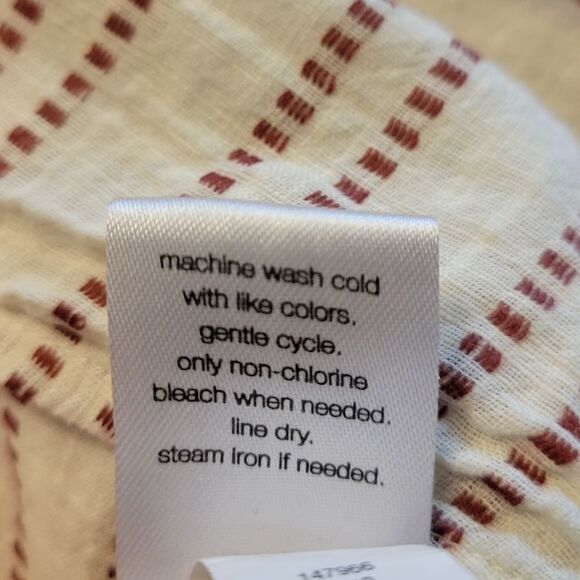 machine wash cold
with like colors.
gentle cycle.
only non-chlorine
bleach when needed.
line dry.
steam iron if needed.
147966